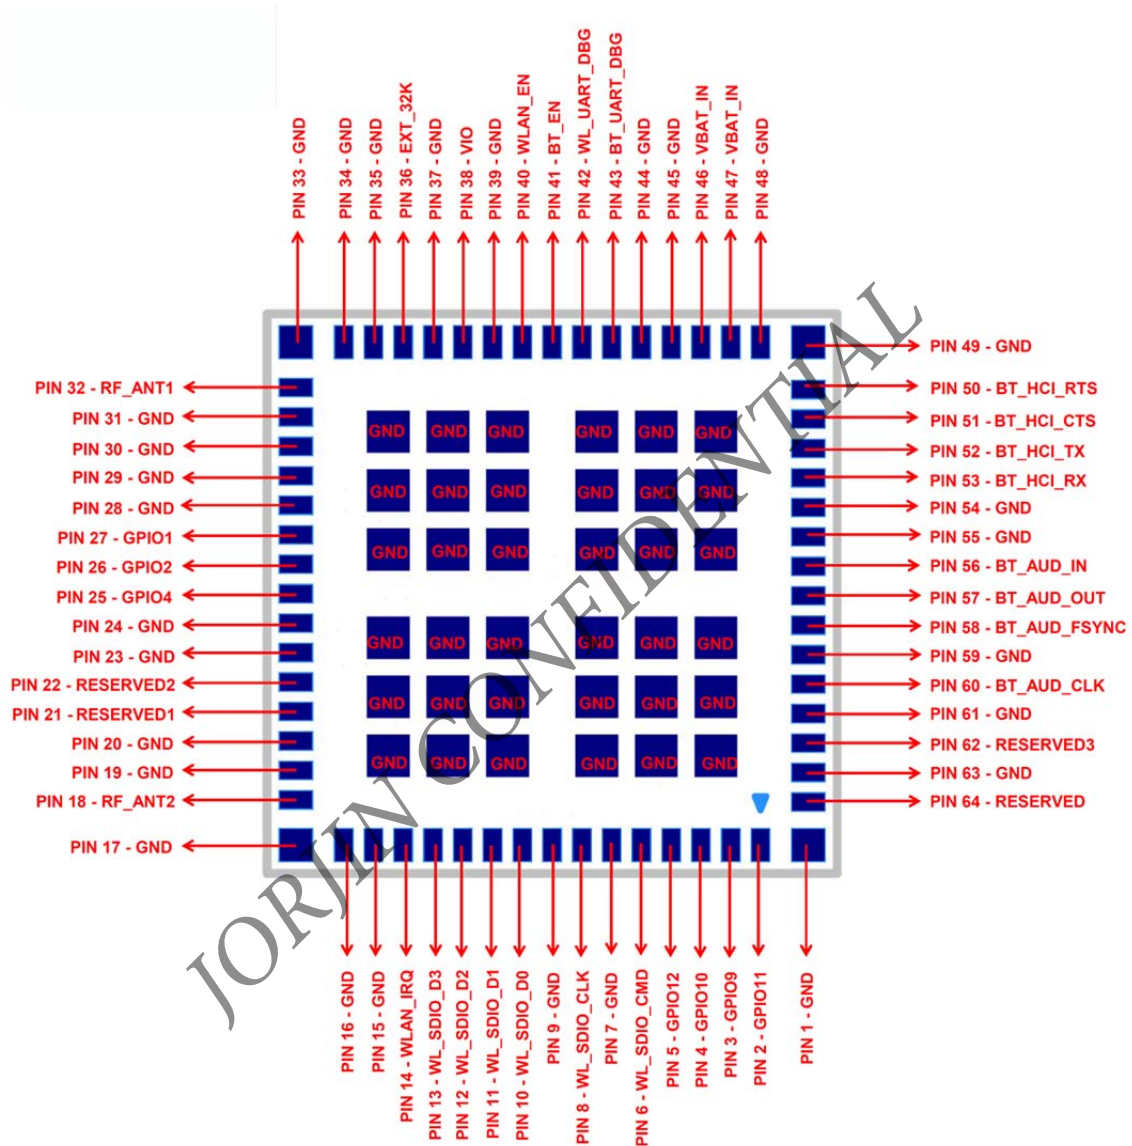 PIN 33 - GND
PIN 34 - GND
PIN 35 - GND
PIN 36 - EXT_32K
PIN 37 - GND
PIN 38 - VIO
PIN 39 - GND
PIN 40 - WLAN_EN
PIN 41 - BT_EN
PIN 42 - WL_UART_DBG
PIN 43 - BT_UART_DBG
PIN 44 - GND
PIN 45 - GND
PIN 46 - VBAT_IN
PIN 47 - VBAT_IN
PIN 48 - GND
PIN 32 - RF_ANT1
PIN 31 - GND
PIN 30 - GND
PIN 29 - GND
PIN 28 - GND
PIN 27 - GPIO1
PIN 26 - GPIO2
PIN 25 - GPIO4
PIN 24 - GND
PIN 23 - GND
PIN 22 - RESERVED2
PIN 21 - RESERVED1
PIN 20 - GND
PIN 19 - GND
PIN 18 - RF_ANT2
PIN 17 - GND
GND GND GND GND GND GND
GND GND GND GND GND GND
GND GND GND GND GND GND
GND GND GND GND GND GND
GND GND GND GND GND GND
GND GND GND GND GND GND
JORJIN CONFIDENTIAL
PIN 49 - GND
PIN 50 - BT_HCI_RTS
PIN 51 - BT_HCI_CTS
PIN 52 - BT_HCI_TX
PIN 53 - BT_HCI_RX
PIN 54 - GND
PIN 55 - GND
PIN 56 - BT_AUD_IN
PIN 57 - BT_AUD_OUT
PIN 58 - BT_AUD_FSYNC
PIN 59 - GND
PIN 60 - BT_AUD_CLK
PIN 61 - GND
PIN 62 - RESERVED3
PIN 63 - GND
PIN 64 - RESERVED
PIN 16 - GND
PIN 15 - GND
PIN 14 - WLAN_IRQ
PIN 13 - WL_SDIO_D3
PIN 12 - WL_SDIO_D2
PIN 11 - WL_SDIO_D1
PIN 10 - WL_SDIO_D0
PIN 9 - GND
PIN 8 - WL_SDIO_CLK
PIN 7 - GND
PIN 6 - WL_SDIO_CMD
PIN 5 - GPIO12
PIN 4 - GPIO10
PIN 3 - GPIO9
PIN 2 - GPIO11
PIN 1 - GND